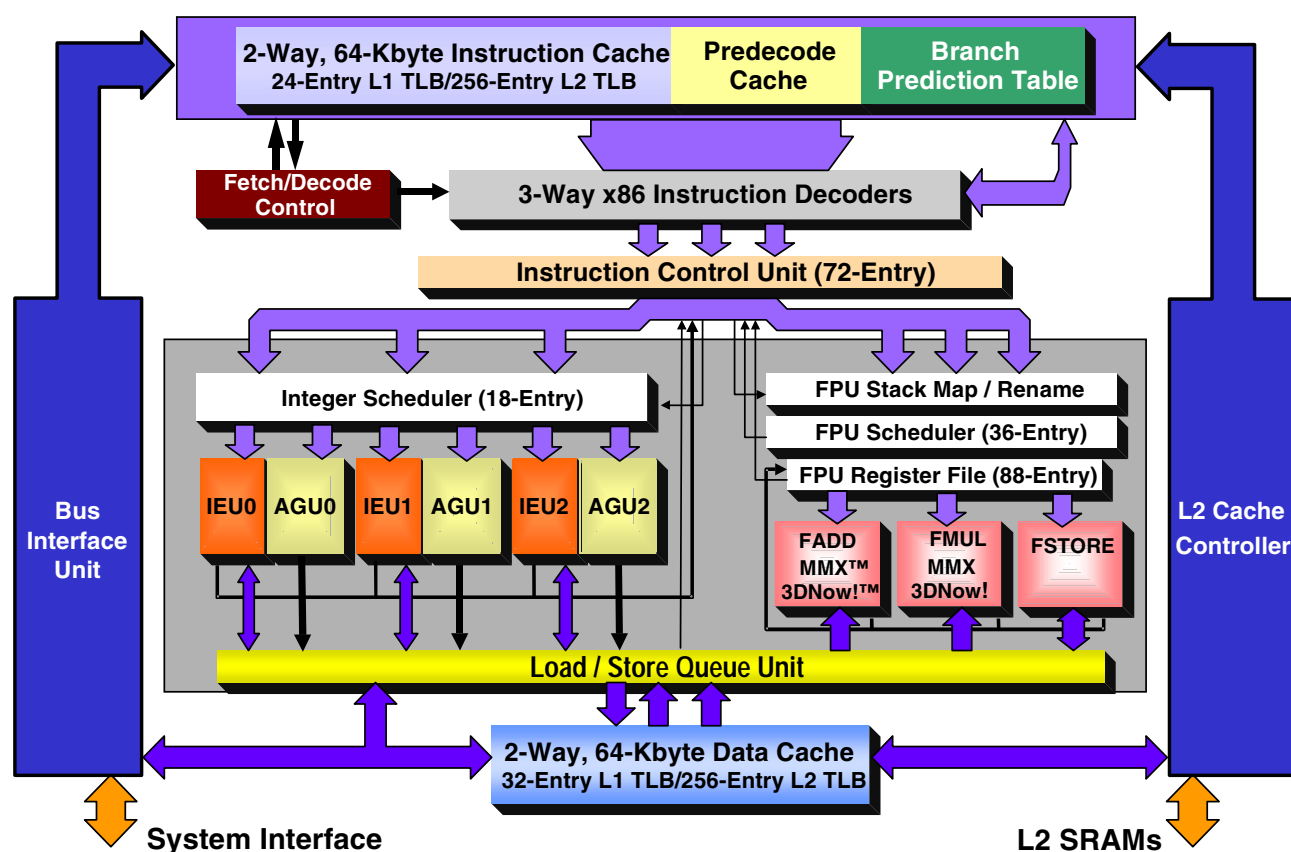 2-Way, 64-Kbyte Instruction Cache
24-Entry L1 TLB/256-Entry L2 TLB
Predecode
Cache
Branch
Prediction Table
Fetch/Decode
Control
3-Way x86 Instruction Decoders
Instruction Control Unit (72-Entry)
Integer Scheduler (18-Entry)
FPU Stack Map / Rename
FPU Scheduler (36-Entry)
FPU Register File (88-Entry)
IEU0
AGU0
IEU1
AGU1
IEU2
AGU2
FADD
MMX™
3DNow!™
FMUL
MMX
3DNow!
FSTORE
Bus
Interface
Unit
L2 Cache
Controller
Load / Store Queue Unit
2-Way, 64-Kbyte Data Cache
32-Entry L1 TLB/256-Entry L2 TLB
System Interface
L2 SRAMs